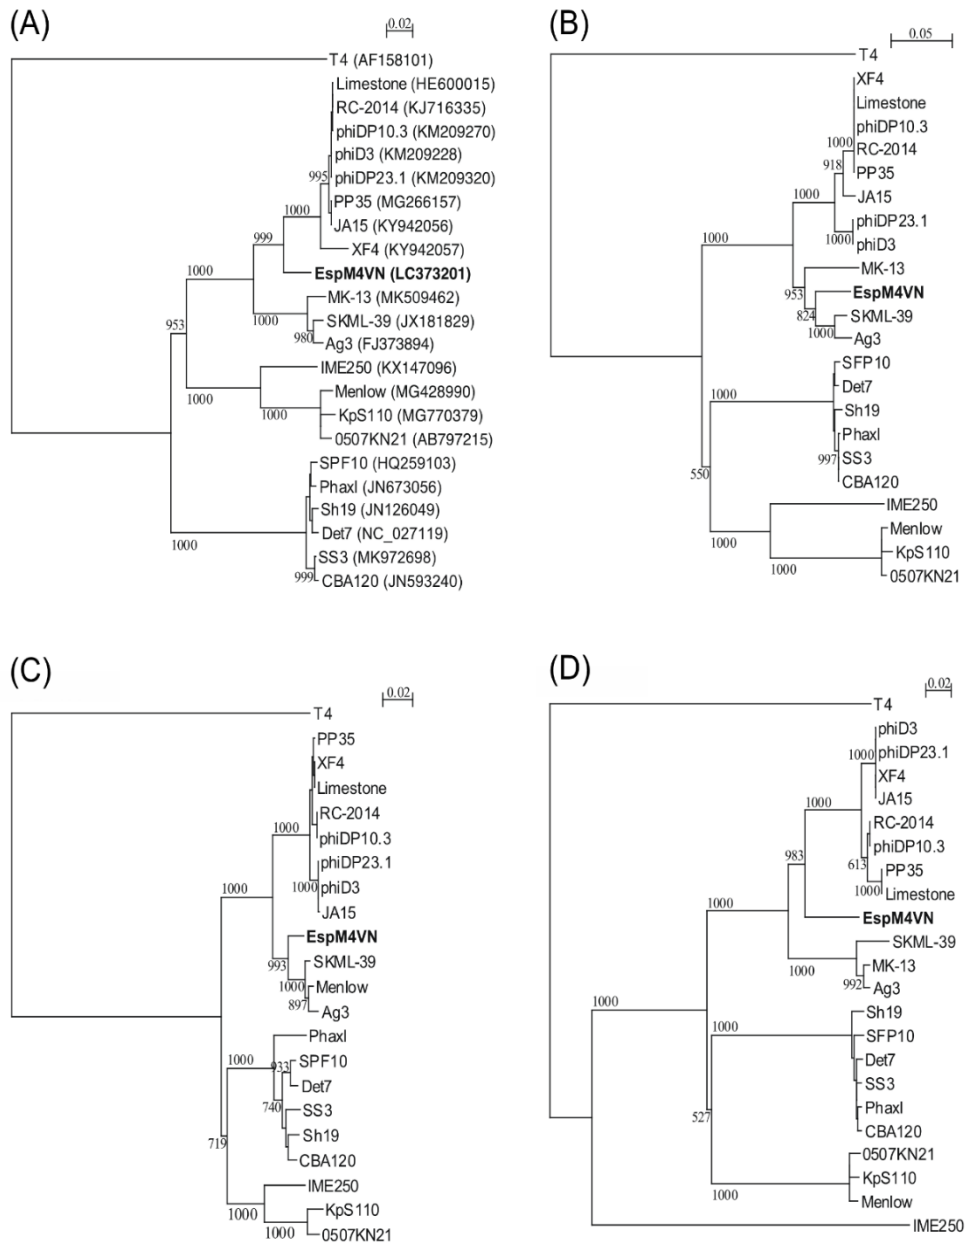 (A)
0.02
T4 (AF158101)
Limestone (HE600015)
RC-2014 (KJ716335)
phiDP10.3 (KM209270)
phiD3 (KM209228)
995
phiDP23.1 (KM209320)
PP35 (MG266157)
1000
JA15 (KY942056)
999
XF4 (KY942057)
1000
EspM4VN (LC373201)
MK-13 (MK509462)
1000
SKML-39 (JX181829)
953
980
Ag3 (FJ373894)
IME250 (KX147096)
1000
Menlow (MG428990)
1000
KpS110 (MG770379)
0507KN21 (AB797215)
SPF10 (HQ259103)
PhaxI (JN673056)
Sh19 (JN126049)
Det7 (NC_027119)
1000
SS3 (MK972698)
999
CBA120 (JN593240)
(B)
0.05
T4
XF4
Limestone
phiDP10.3
1000
RC-2014
918
PP35
1000
JA15
phiDP23.1
1000
phiD3
1000
MK-13
953
EspM4VN
824
SKML-39
1000
Ag3
SFP10
Det7
1000
Sh19
PhaxI
997
SS3
550
CBA120
IME250
1000
Menlow
KpS110
1000
0507KN21
(C)
0.02
T4
PP35
XF4
Limestone
RC-2014
1000
phiDP10.3
phiDP23.1
1000
phiD3
1000
JA15
EspM4VN
993
SKML-39
1000
Menlow
897
Ag3
PhaxI
1000
933
SPF10
Det7
740
SS3
719
Sh19
CBA120
IME250
1000
KpS110
1000
0507KN21
(D)
0.02
T4
phiD3
1000
phiDP23.1
XF4
1000
JA15
RC-2014
983
phiDP10.3
613
PP35
1000
Limestone
1000
EspM4VN
SKML-39
1000
MK-13
992
Ag3
1000
Sh19
1000
SFP10
Det7
SS3
527
PhaxI
CBA120
0507KN21
KpS110
1000
Menlow
IME250